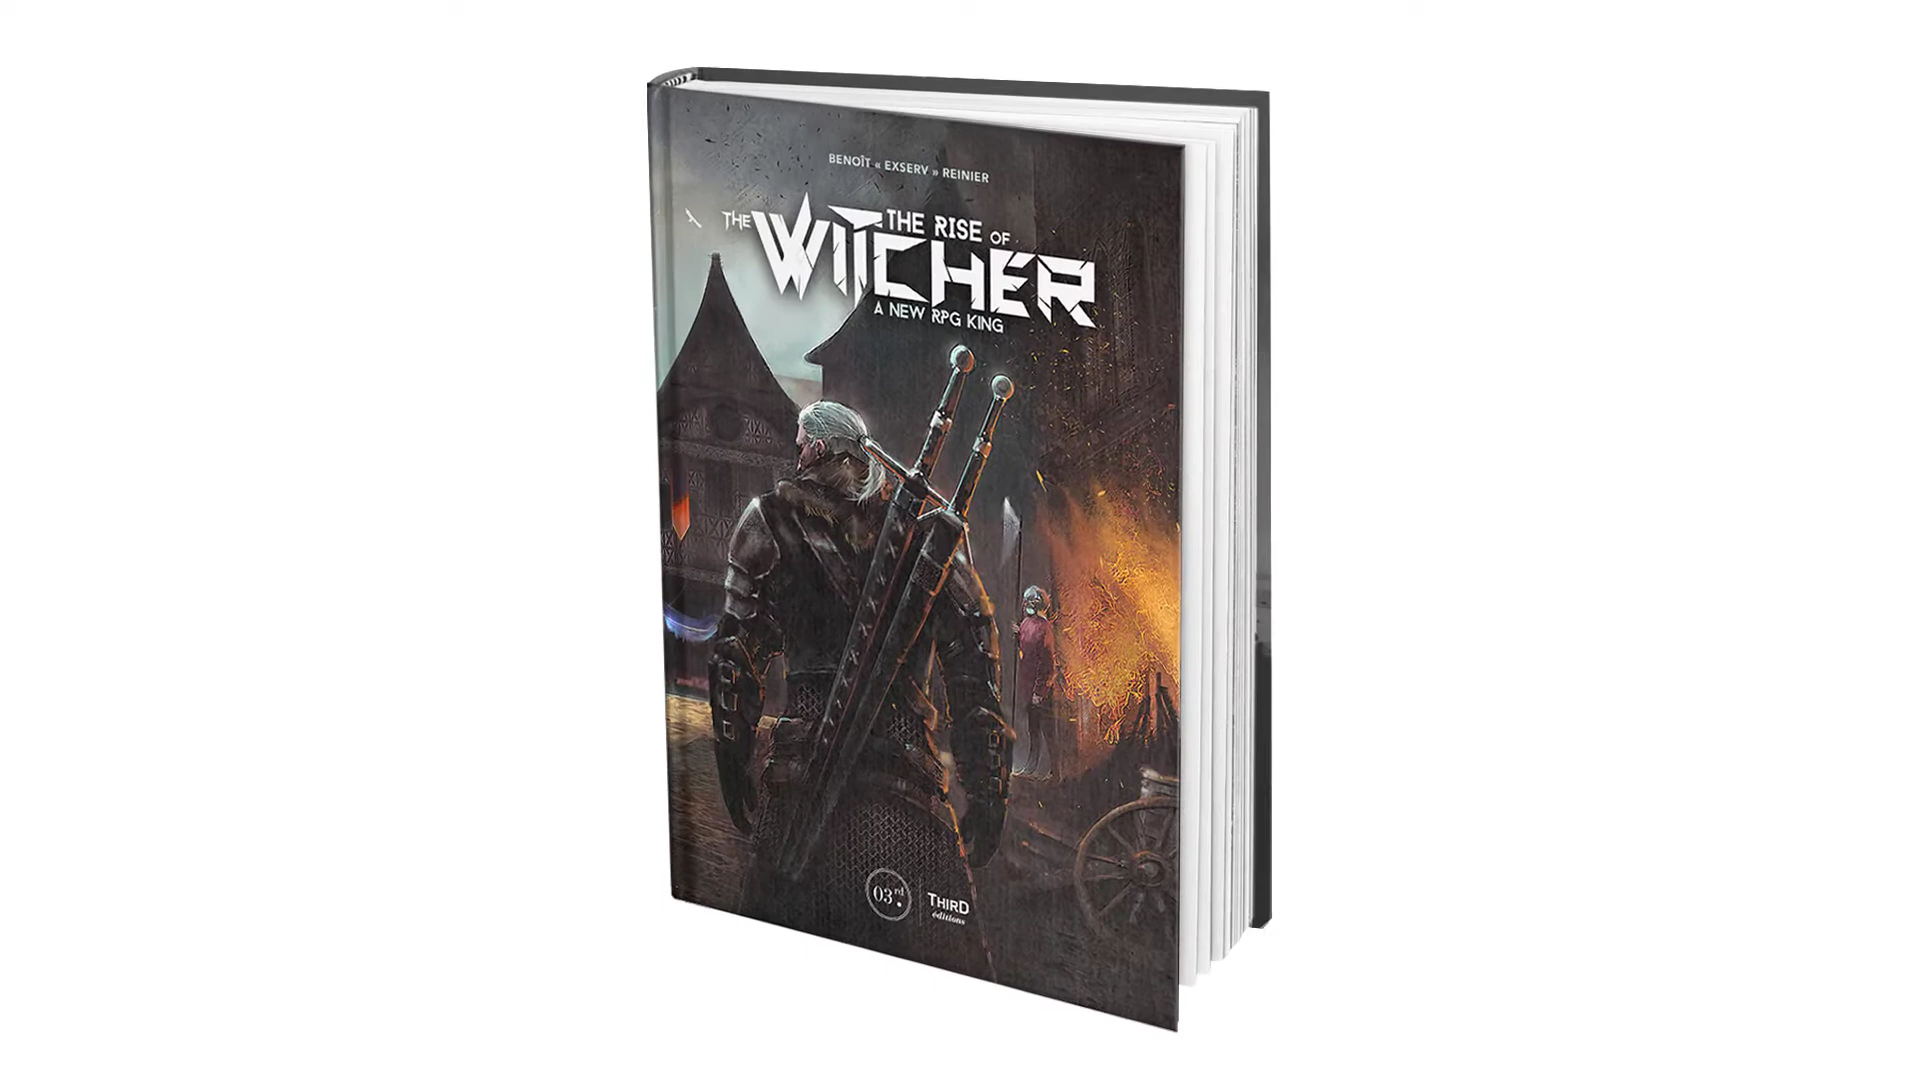 BENOÎT « EXSERV » REINIER
THE RISE OF
THE WITCHER
A NEW RPG KING
03rd
THIRD
éditions